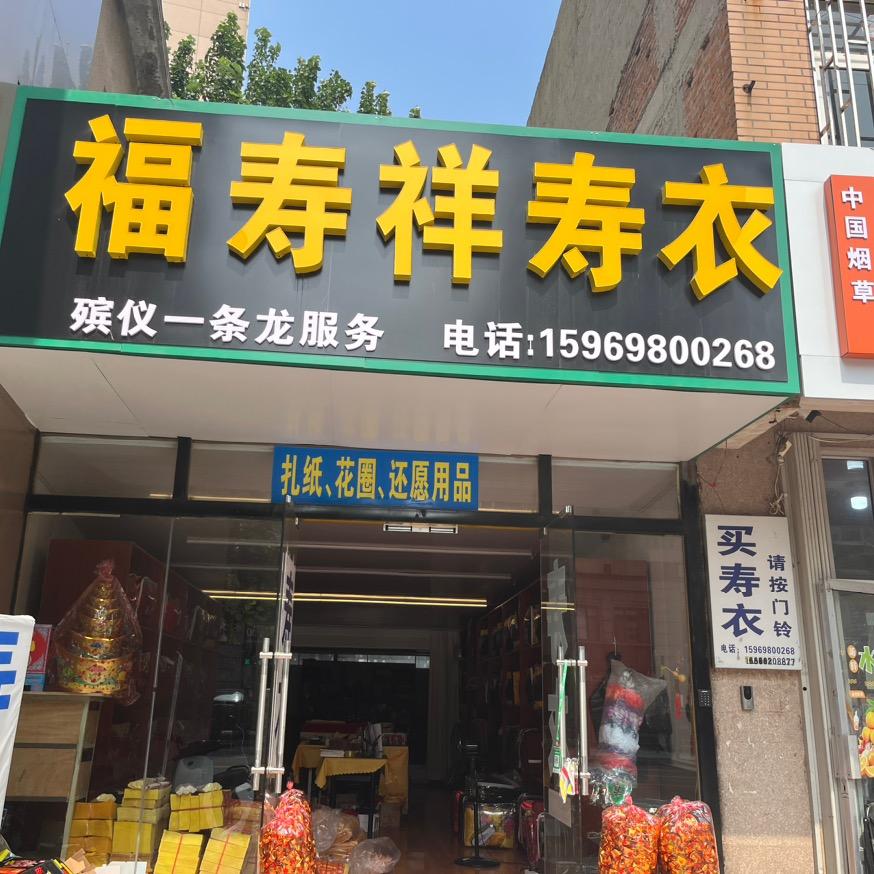 福寿祥寿衣
殡仪一条龙服务 电话:15969800268
中国烟草
扎纸、花圈、还愿用品
买寿衣
请按门铃
电话: 15969800268